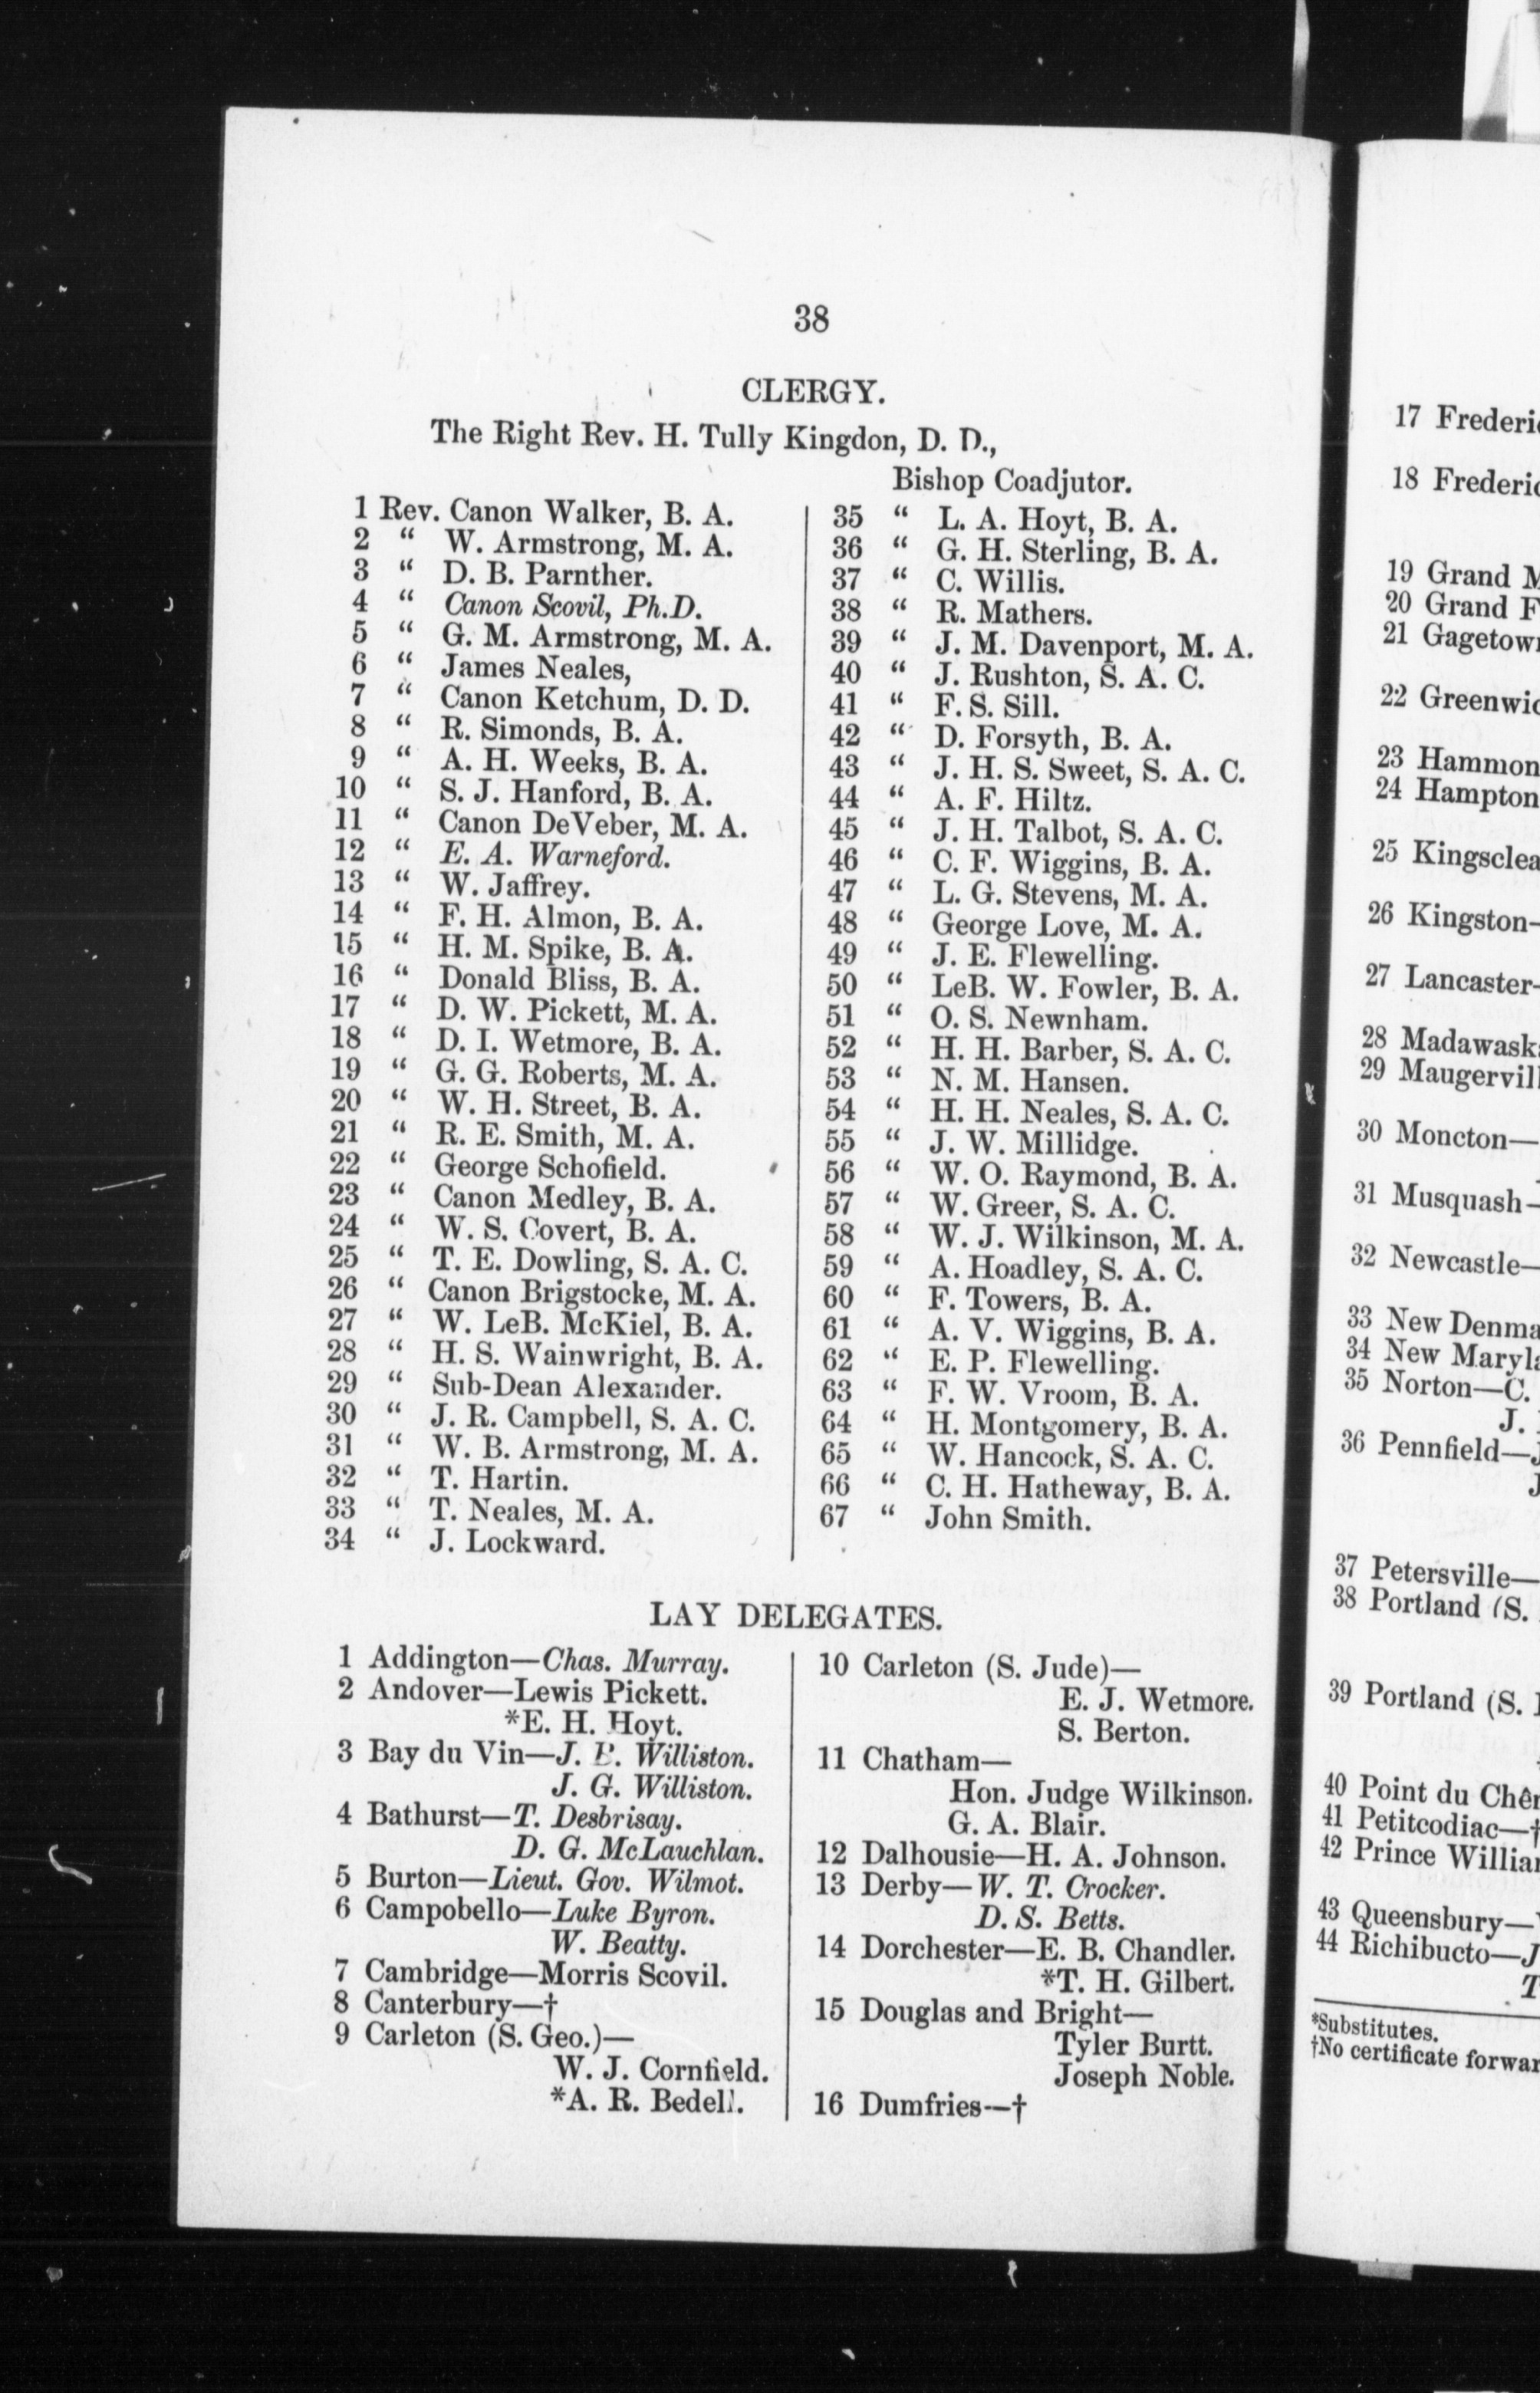 38
CLERGY.
The Right Rev. H. Tully Kingdon, D. D.,
Bishop Coadjutor.
1 Rev. Canon Walker, B. A.
2 “ W. Armstrong, M. A.
3 “ D. B. Parnther.
4 “ Canon Scovil, Ph.D.
5 “ G. M. Armstrong, M. A.
6 “ James Neales,
7 “ Canon Ketchum, D. D.
8 “ R. Simonds, B. A.
9 “ A. H. Weeks, B. A.
10 “ S. J. Hanford, B. A.
11 “ Canon DeVeber, M. A.
12 “ E. A. Warneford.
13 “ W. Jaffrey.
14 “ F. H. Almon, B. A.
15 “ H. M. Spike, B. A.
16 “ Donald Bliss, B. A.
17 “ D. W. Pickett, M. A.
18 “ D. I. Wetmore, B. A.
19 “ G. G. Roberts, M. A.
20 “ W. H. Street, B. A.
21 “ R. E. Smith, M. A.
22 “ George Schofield.
23 “ Canon Medley, B. A.
24 “ W. S. Covert, B. A.
25 “ T. E. Dowling, S. A. C.
26 “ Canon Brigstocke, M. A.
27 “ W. LeB. McKiel, B. A.
28 “ H. S. Wainwright, B. A.
29 “ Sub-Dean Alexander.
30 “ J. R. Campbell, S. A. C.
31 “ W. B. Armstrong, M. A.
32 “ T. Hartin.
33 “ T. Neales, M. A.
34 “ J. Lockward.
35 “ L. A. Hoyt, B. A.
36 “ G. H. Sterling, B. A.
37 “ C. Willis.
38 “ R. Mathers.
39 “ J. M. Davenport, M. A.
40 “ J. Rushton, S. A. C.
41 “ F. S. Sill.
42 “ D. Forsyth, B. A.
43 “ J. H. S. Sweet, S. A. C.
44 “ A. F. Hiltz.
45 “ J. H. Talbot, S. A. C.
46 “ C. F. Wiggins, B. A.
47 “ L. G. Stevens, M. A.
48 “ George Love, M. A.
49 “ J. E. Flewelling.
50 “ LeB. W. Fowler, B. A.
51 “ O. S. Newnham.
52 “ H. H. Barber, S. A. C.
53 “ N. M. Hansen.
54 “ H. H. Neales, S. A. C.
55 “ J. W. Millidge.
56 “ W. O. Raymond, B. A.
57 “ W. Greer, S. A. C.
58 “ W. J. Wilkinson, M. A.
59 “ A. Hoadley, S. A. C.
60 “ F. Towers, B. A.
61 “ A. V. Wiggins, B. A.
62 “ E. P. Flewelling.
63 “ F. W. Vroom, B. A.
64 “ H. Montgomery, B. A.
65 “ W. Hancock, S. A. C.
66 “ C. H. Hatheway, B. A.
67 “ John Smith.
LAY DELEGATES.
1 Addington—Chas. Murray.
2 Andover—Lewis Pickett.
*E. H. Hoyt.
3 Bay du Vin—J. Williston.
J. G. Williston.
4 Bathurst—T. Desbrisay.
D. G. McLauchlan.
5 Burton—Lieut. Gov. Wilmot.
6 Campobello—Luke Byron.
W. Beatty.
7 Cambridge—Morris Scovil.
8 Canterbury—†
9 Carleton (S. Geo.)—
W. J. Cornfield.
*A. R. Bedell.
10 Carleton (S. Jude)—
E. J. Wetmore.
S. Berton.
11 Chatham—
Hon. Judge Wilkinson.
G. A. Blair.
12 Dalhousie—H. A. Johnson.
13 Derby—W. T. Crocker.
D. S. Betts.
14 Dorchester—E. B. Chandler.
*T. H. Gilbert.
15 Douglas and Bright—
Tyler Burtt.
Joseph Noble.
16 Dumfries—†
17 Frederi
18 Frederic
19 Grand M
20 Grand F
21 Gagetow
22 Greenwic
23 Hammon
24 Hampton
25 Kingsclea
26 Kingston—
27 Lancaster—
28 Madawask
29 Maugervil
30 Moncton—
31 Musquash—
32 Newcastle—
33 New Denma
34 New Maryl
35 Norton—C.
J.
36 Pennfield—J
J
37 Petersville—
38 Portland (S.
39 Portland (S.
40 Point du Chê
41 Petitcodiac—†
42 Prince Willia
43 Queensbury—
44 Richibucto—J
T
*Substitutes.
†No certificate forwar